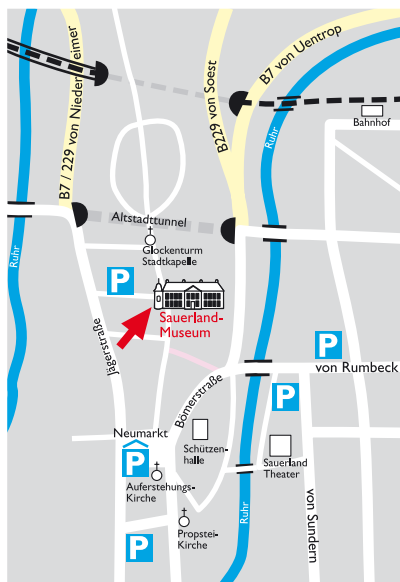 B7 / 229 von Niedereimer
B229 von Soest
B7 von Uentrop
Bahnhof
Ruhr
Altstadttunnel
Glockenturm
Stadtkapelle
Ruhr
P
Sauerland-
Museum
Jägerstraße
P
von Rumbeck
Bömerstraße
P
Neumarkt
P
Schützen-
halle
Sauerland
Theater
Auferstehungs-
Kirche
von Sundern
Ruhr
Propstei-
Kirche
P